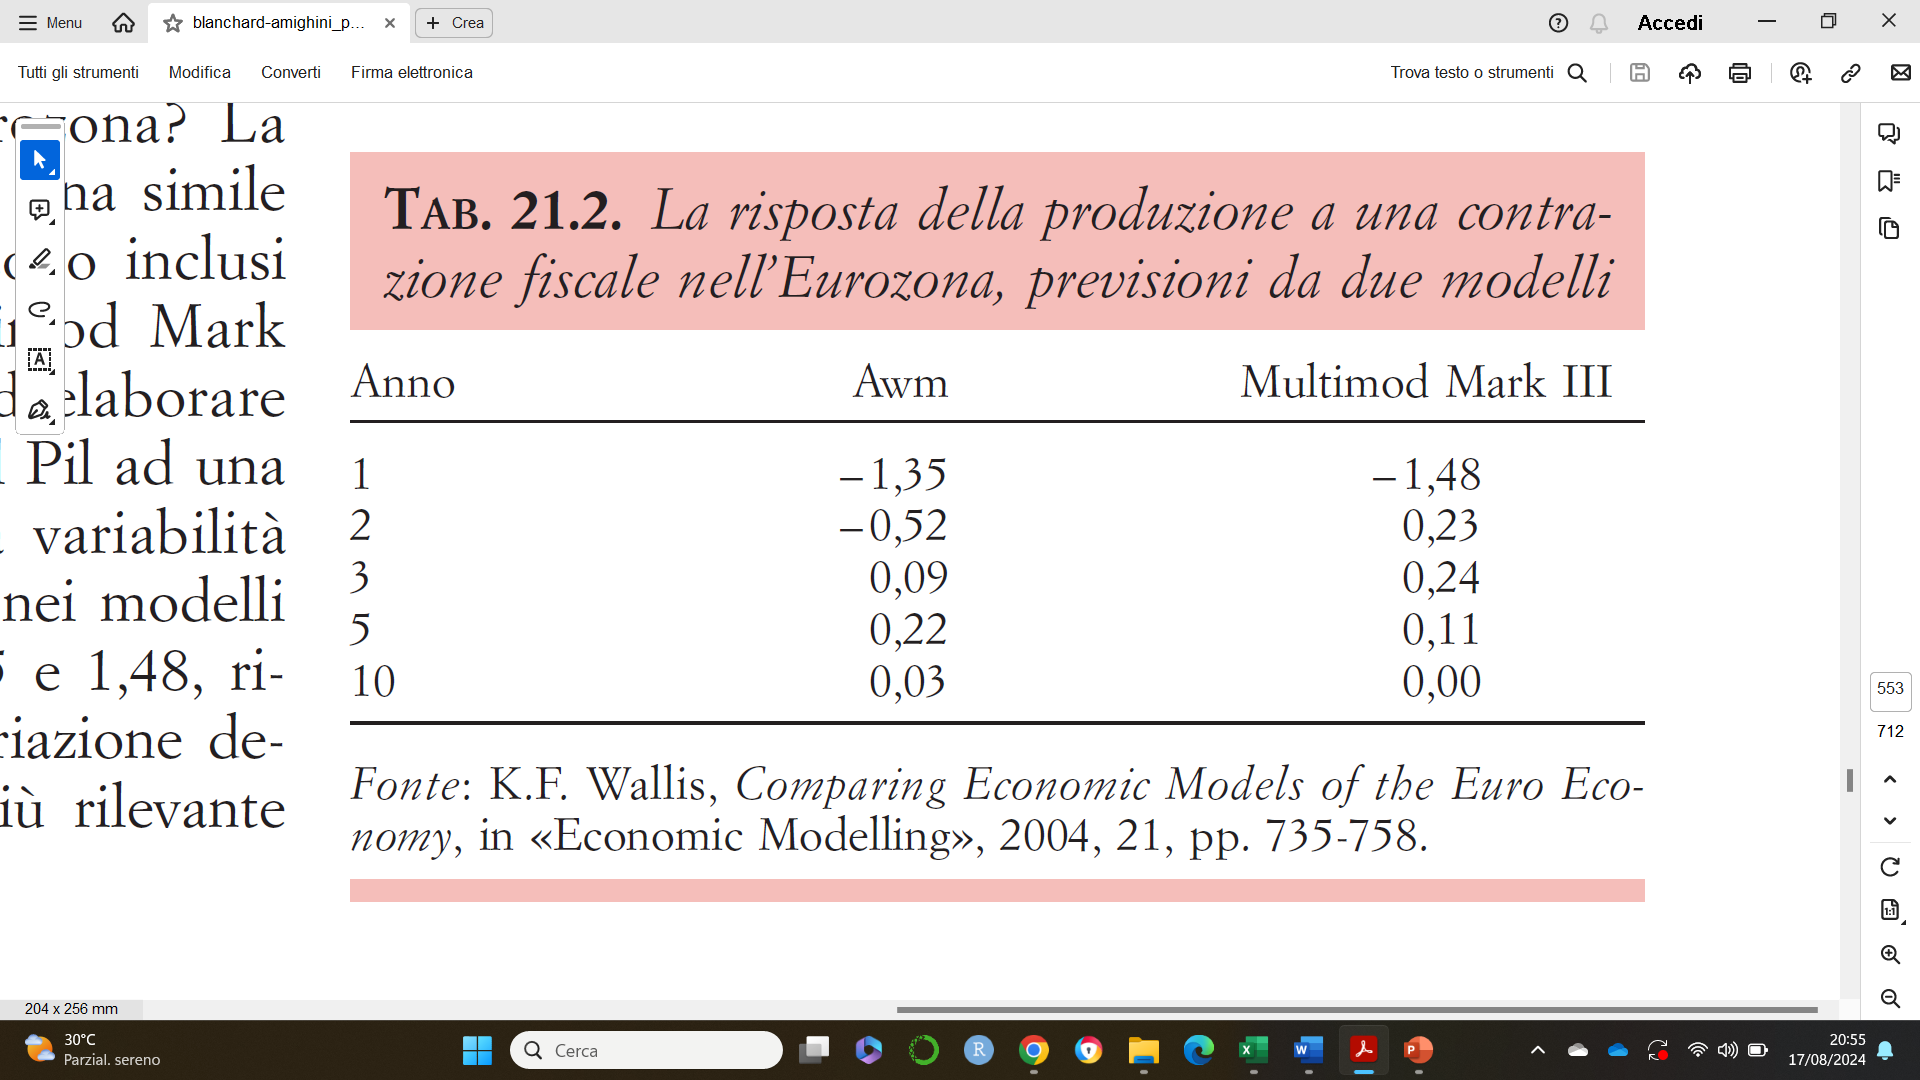 Menu
blanchard-amighini_p...
Crea
Accedi
Tutti gli strumenti Modifica Converti Firma elettronica
Trova testo o strumenti
La
simile
inclusi
Mark
elaborare
Pil ad una
variabilità
nei modelli
e 1,48, ri-
de-
rilevante
TAB. 21.2. La risposta della produzione a una contra-
zione fiscale nell'Eurozona, previsioni da due modelli
Anno Awm Multimod Mark III
1 –1,35 –1,48
2 –0,52 0,23
3 0,09 0,24
5 0,22 0,11
10 0,03 0,00
Fonte: K.F. Wallis, Comparing Economic Models of the Euro Eco-
nomy, in «Economic Modelling», 2004, 21, pp. 735-758.
553
712
204 x 256 mm
30°C
Parzial. sereno
Cerca
20:55
17/08/2024